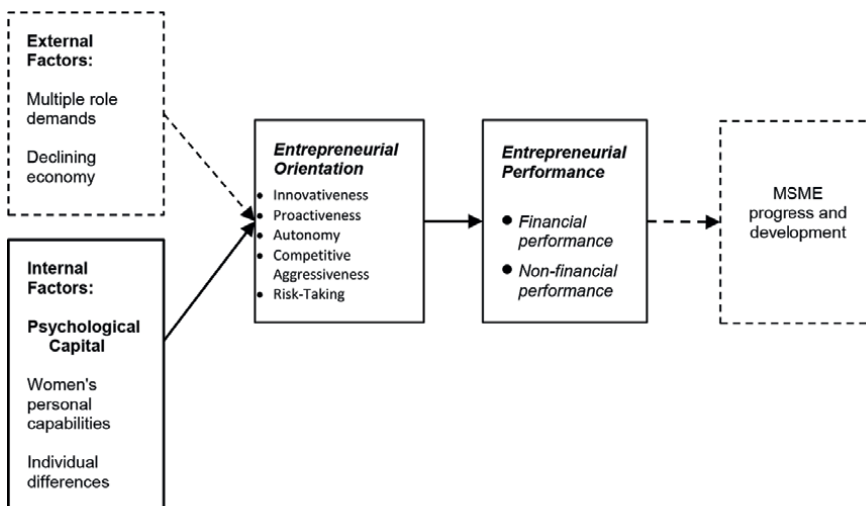 External
Factors:
Multiple role
demands
Declining
economy
Internal
Factors:
Psychological
Capital
Women's
personal
capabilities
Individual
differences
Entrepreneurial
Orientation
• Innovativeness
• Proactiveness
• Autonomy
• Competitive
Aggressiveness
• Risk-Taking
Entrepreneurial
Performance
• Financial
performance
• Non-financial
performance
MSME
progress and
development